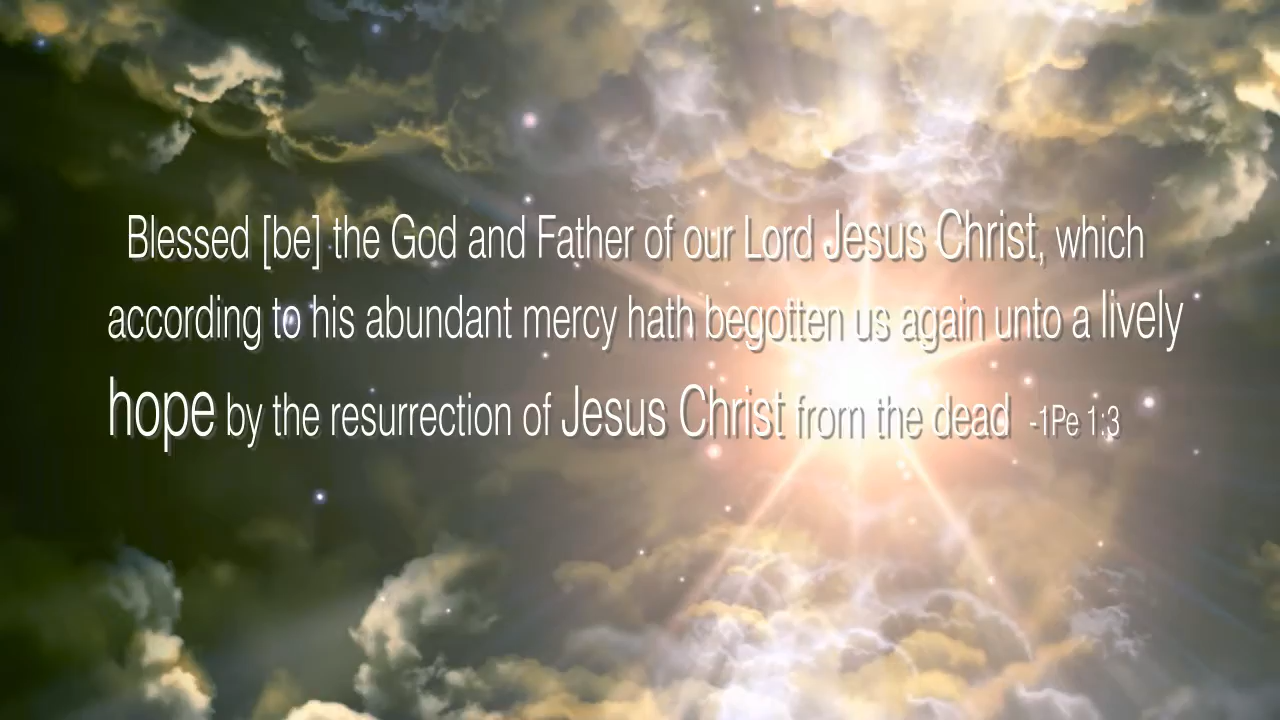 Blessed [be] the God and Father of our Lord Jesus Christ, which
according to his abundant mercy hath begotten us again unto a lively
hope by the resurrection of Jesus Christ from the dead -1Pe 1:3